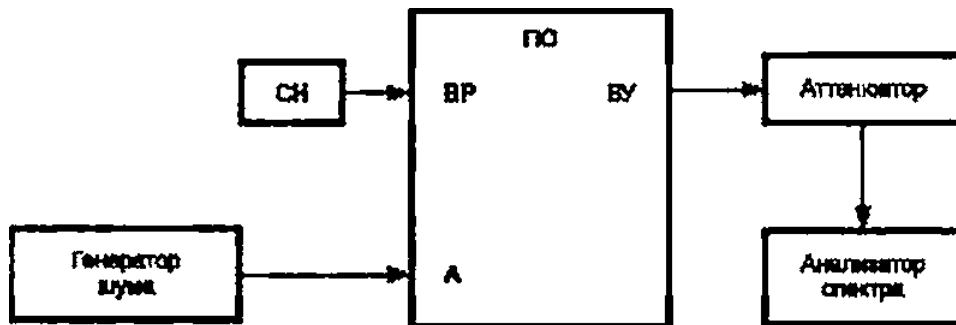 ПО
СН
ВР
ВУ
Аттенюатор
Генератор
шума
А
Анализатор
спектра